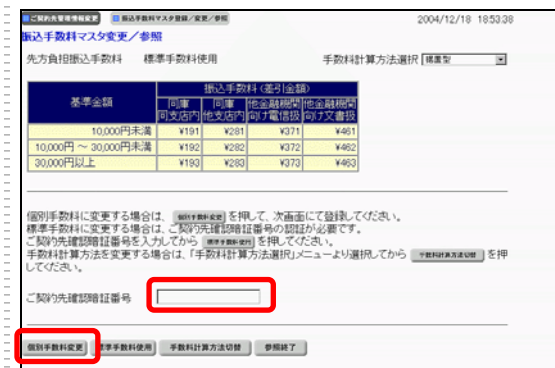 ご契約先管理情報変更 振込手数料マスタ登録/変更/参照 2004/12/18 18:53:38
振込手数料マスタ変更/参照
先方負担振込手数料 標準手数料使用 手数料計算方法選択 据置型
基準金額 振込手数料(差引金額)
同庫同支店内 同庫他支店内 他金融機関向け電信扱 他金融機関向け文書扱
10,000円未満 ¥191 ¥281 ¥371 ¥461
10,000円 ~ 30,000円未満 ¥192 ¥282 ¥372 ¥462
30,000円以上 ¥193 ¥283 ¥373 ¥463
個別手数料に変更する場合は、 個別手数料変更 を押して、次画面にて登録してください。
標準手数料に変更する場合は、ご契約先確認暗証番号の認証が必要です。
ご契約先確認暗証番号を入力してから 標準手数料使用 を押してください。
手数料計算方法を変更する場合は、「手数料計算方法選択」メニューより選択してから 手数料計算方法切替 を押
してください。
ご契約先確認暗証番号
個別手数料変更 標準手数料使用 手数料計算方法切替 参照終了